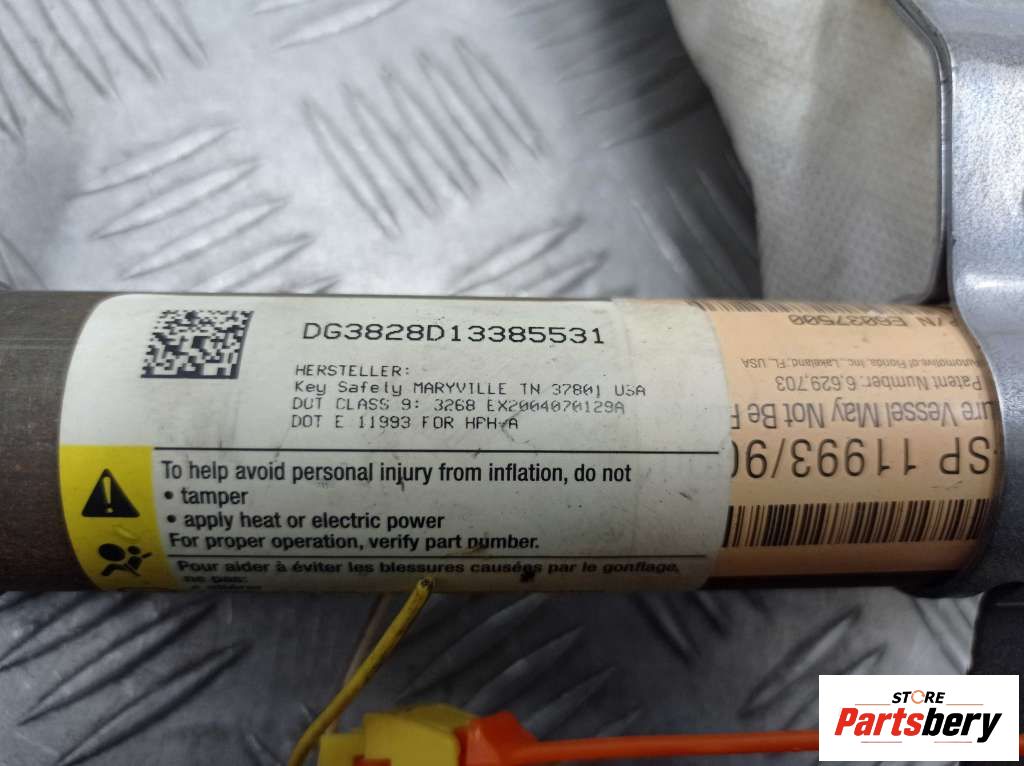 DG3828D13385531
HERSTELLER:
Key Safety MARYVILLE TN 37801 USA
DOT CLASS 9: 3268 EX2004070129A
DOT E 11993 FOR HPH-A
To help avoid personal injury from inflation, do not
• tamper
• apply heat or electric power
For proper operation, verify part number.
Pour aider à éviter les blessures causées par le gonflage,
ne pas:
SP 11993/90
ure Vessel May Not Be
Patent Number: 6,629,703
Automotive of Florida, Inc, Lakeland, FL, USA
E60037500
STORE
Partsbery